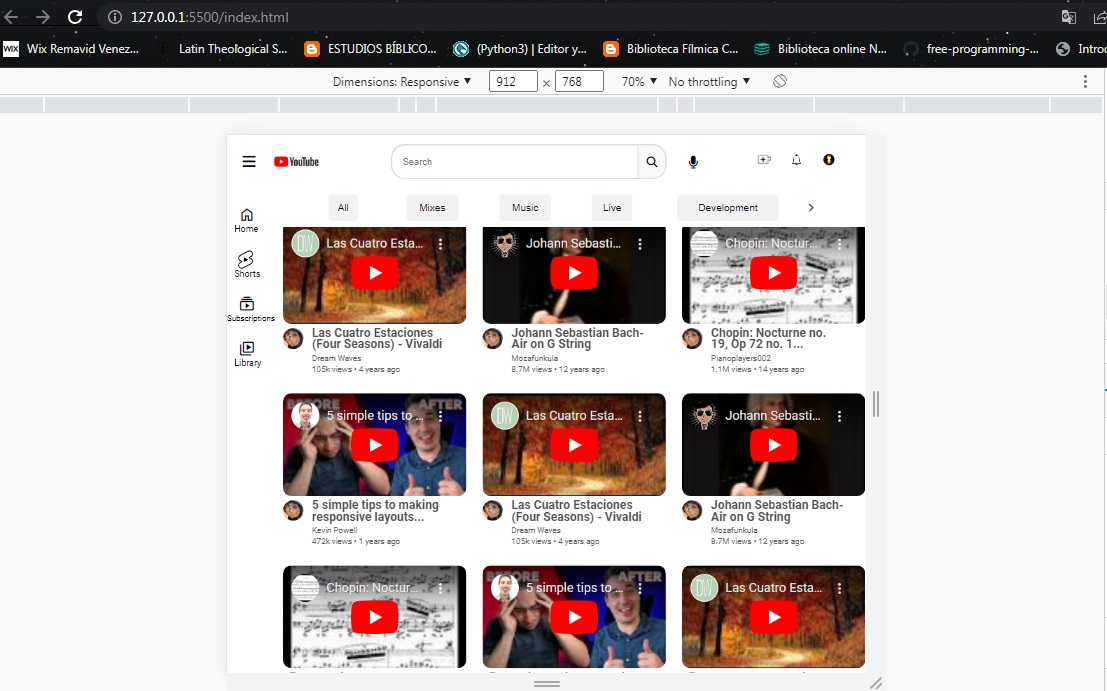 127.0.0.1:5500/index.html
WIX Wix Remavid Venez... Latin Theological S... ESTUDIOS BÍBLICO... (Python3) | Editor y... Biblioteca Fílmica C... Biblioteca online N... free-programming-... Introd
Dimensions: Responsive 912 × 768 70% No throttling
YouTube Search
All Mixes Music Live Development
Home
Shorts
Subscriptions
Library
DW Las Cuatro Esta...
Las Cuatro Estaciones
(Four Seasons) - Vivaldi
Dream Waves
105k views • 4 years ago
Johann Sebasti...
Johann Sebastian Bach-
Air on G String
Mozafunkula
8.7M views • 12 years ago
Chopin: Noctur...
Chopin: Nocturne no.
19, Op 72 no. 1...
Pianoplayers002
1.1M views • 14 years ago
BEFORE AFTER
5 simple tips to ...
5 simple tips to making
responsive layouts...
Kevin Powell
472k views • 1 years ago
DW Las Cuatro Esta...
Las Cuatro Estaciones
(Four Seasons) - Vivaldi
Dream Waves
105k views • 4 years ago
Johann Sebasti...
Johann Sebastian Bach-
Air on G String
Mozafunkula
8.7M views • 12 years ago
Chopin: Noctur...
BEFORE AFTER
5 simple tips to ...
DW Las Cuatro Esta...